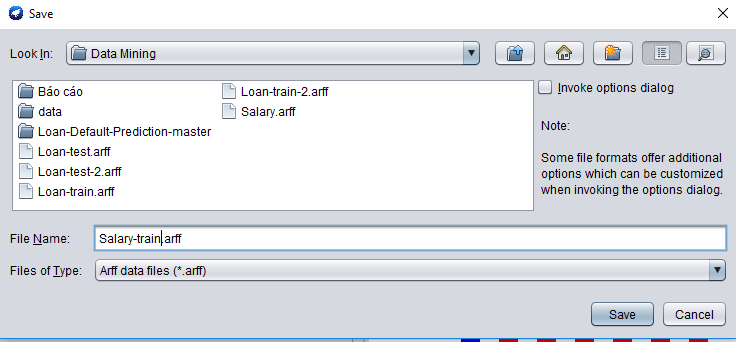 Save
Look In: Data Mining
Báo cáo
data
Loan-Default-Prediction-master
Loan-test.arff
Loan-test-2.arff
Loan-train.arff
Loan-train-2.arff
Salary.arff
Invoke options dialog
Note:
Some file formats offer additional
options which can be customized
when invoking the options dialog.
File Name: Salary-train.arff
Files of Type: Arff data files (*.arff)
Save Cancel